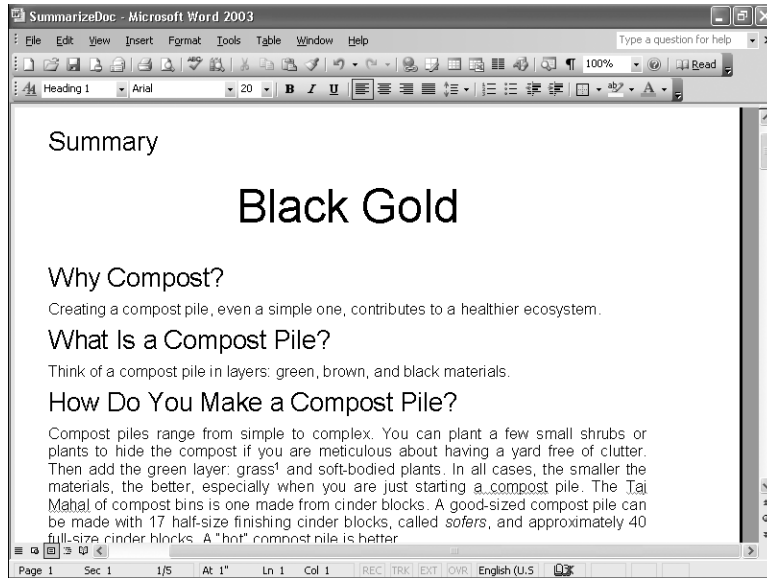 SummarizeDoc - Microsoft Word 2003
File Edit View Insert Format Tools Table Window Help Type a question for help
100% Read
Heading 1 Arial 20 B I U
Summary
Black Gold
Why Compost?
Creating a compost pile, even a simple one, contributes to a healthier ecosystem.
What Is a Compost Pile?
Think of a compost pile in layers: green, brown, and black materials.
How Do You Make a Compost Pile?
Compost piles range from simple to complex. You can plant a few small shrubs or
plants to hide the compost if you are meticulous about having a yard free of clutter.
Then add the green layer: grass¹ and soft-bodied plants. In all cases, the smaller the
materials, the better, especially when you are just starting a compost pile. The Taj
Mahal of compost bins is one made from cinder blocks. A good-sized compost pile can
be made with 17 half-size finishing cinder blocks, called sofers, and approximately 40
full-size cinder blocks. A "hot" compost pile is better
Page 1 Sec 1 1/5 At 1" Ln 1 Col 1 REC TRK EXT OVR English (U.S